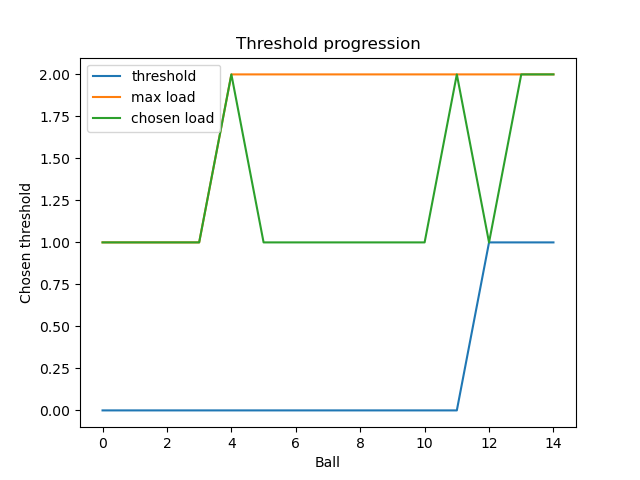 Threshold progression
threshold
max load
chosen load
Chosen threshold
2.00
1.75
1.50
1.25
1.00
0.75
0.50
0.25
0.00
0 2 4 6 8 10 12 14
Ball